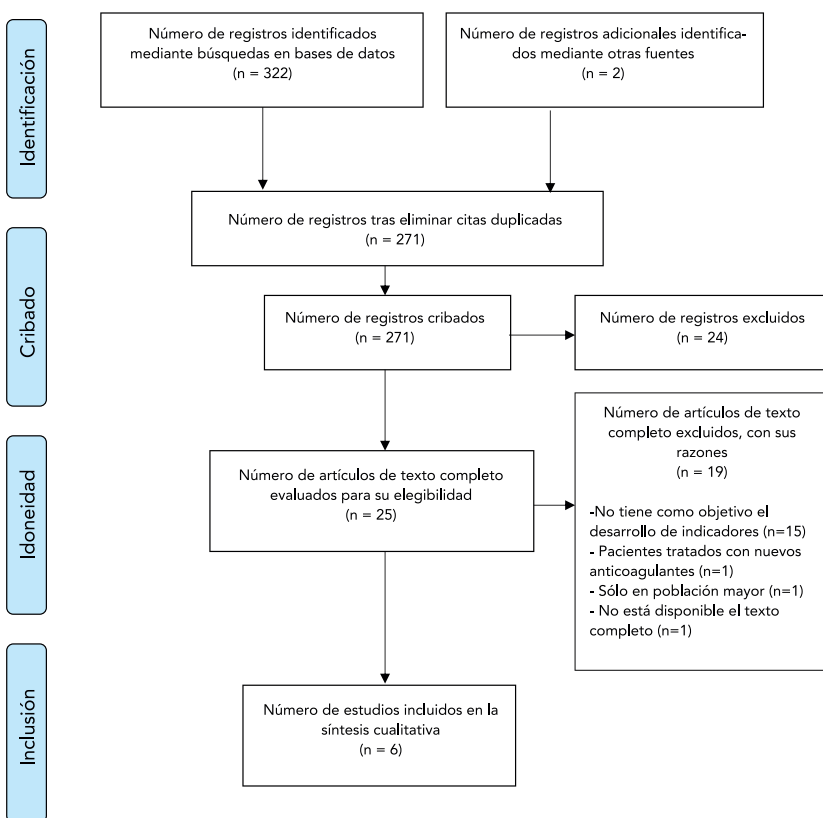 Identificación
Número de registros identificados
mediante búsquedas en bases de datos
(n = 322)
Número de registros adicionales identifica-
dos mediante otras fuentes
(n = 2)
Número de registros tras eliminar citas duplicadas
(n = 271)
Cribado
Número de registros cribados
(n = 271)
Número de registros excluidos
(n = 24)
Idoneidad
Número de artículos de texto completo
evaluados para su elegibilidad
(n = 25)
Número de artículos de texto
completo excluidos, con sus
razones
(n = 19)
-No tiene como objetivo el
desarrollo de indicadores (n=15)
- Pacientes tratados con nuevos
anticoagulantes (n=1)
- Sólo en población mayor (n=1)
- No está disponible el texto
completo (n=1)
Inclusión
Número de estudios incluidos en la
síntesis cualitativa
(n = 6)